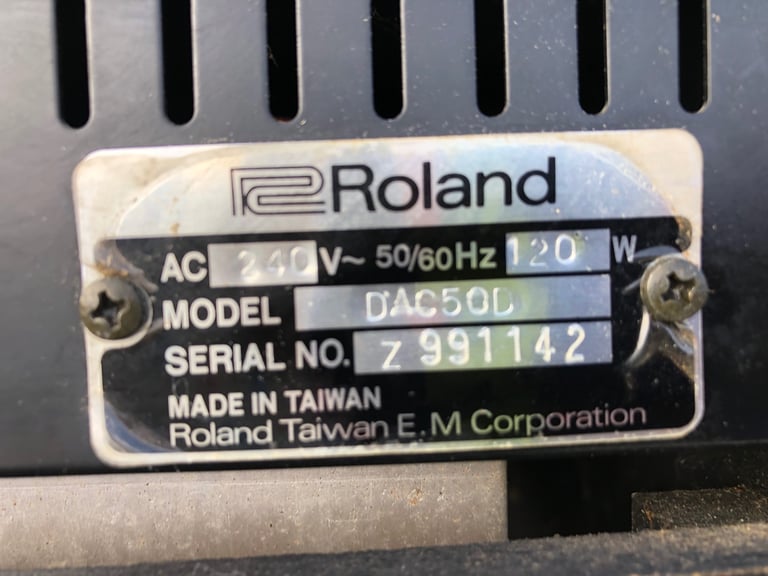 Roland
AC 240 V~ 50/60Hz 120 W
MODEL DAC50D
SERIAL NO. Z 991142
MADE IN TAIWAN
Roland Taiwan E.M Corporation